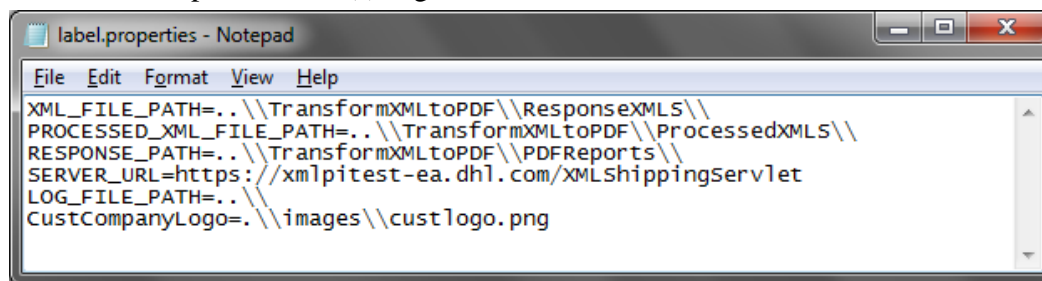 label.properties - Notepad
File Edit Format View Help
XML_FILE_PATH=..\\TransformXMLtoPDF\\ResponseXMLS\\
PROCESSED_XML_FILE_PATH=..\\TransformXMLtoPDF\\ProcessedXMLS\\
RESPONSE_PATH=..\\TransformXMLtoPDF\\PDFReports\\
SERVER_URL=https://xmlpitest-ea.dhl.com/XMLShippingServlet
LOG_FILE_PATH=..\\
CustCompanyLogo=.\\images\\custlogo.png